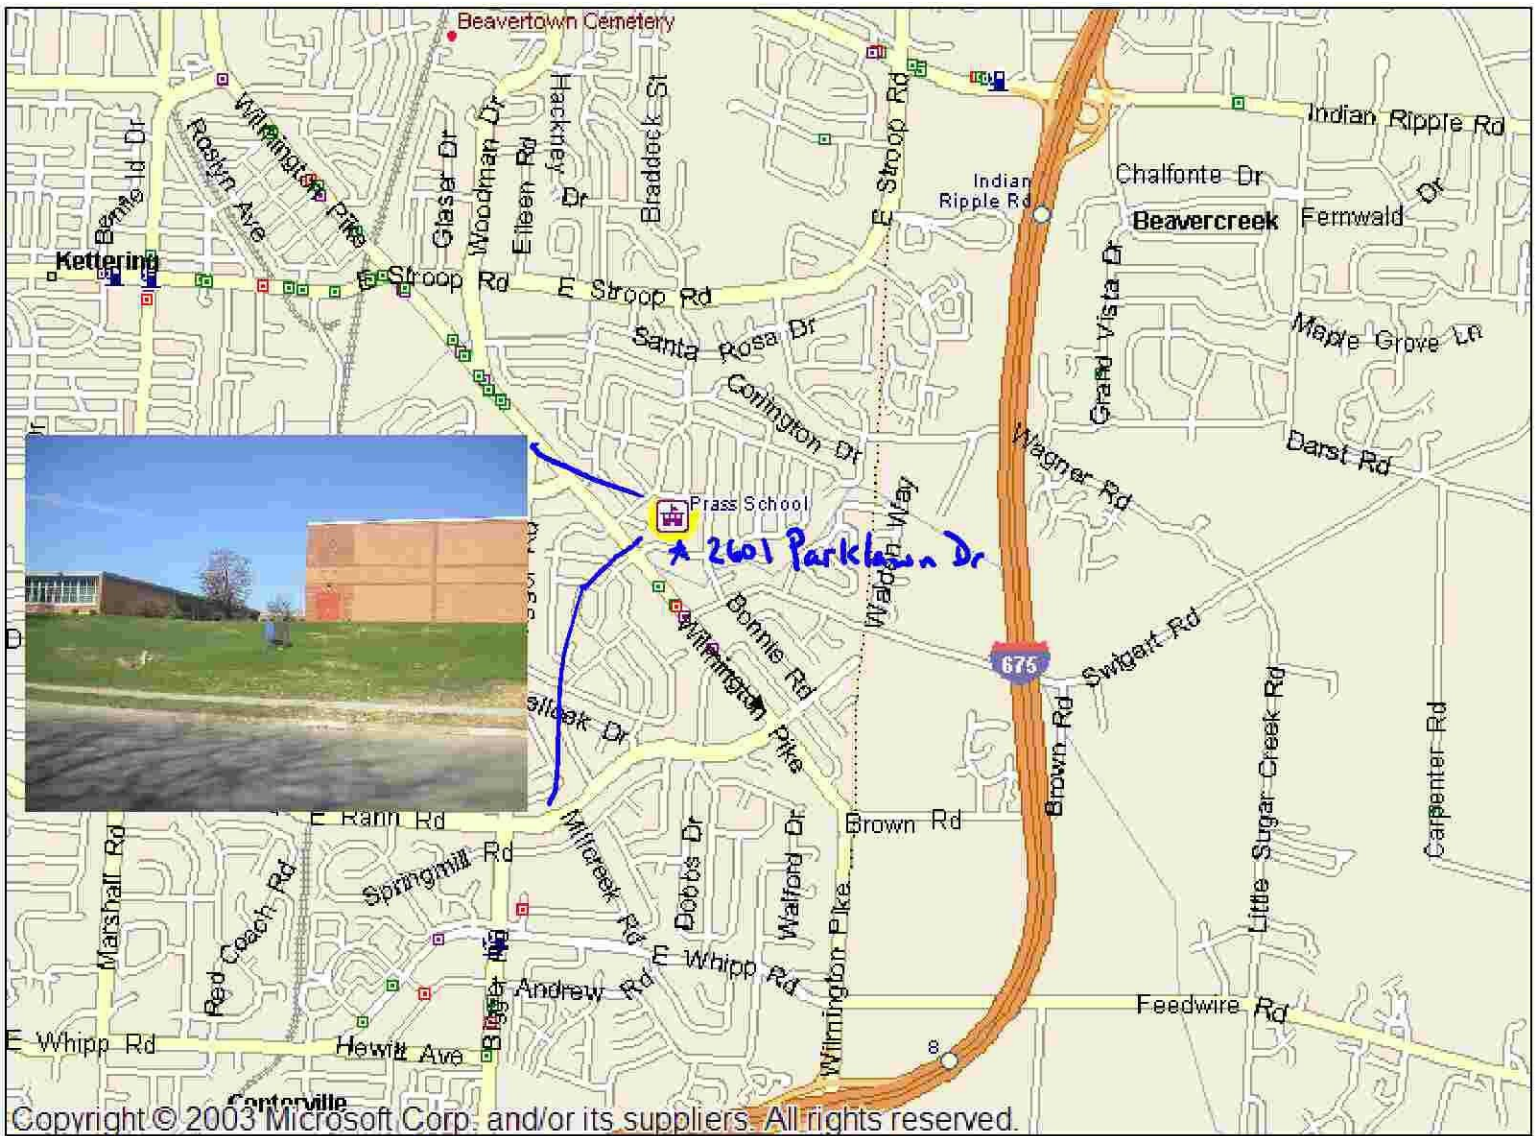 Beavertown Cemetery
Indian Ripple Rd
Wilmington Pike
Roslyn Ave
Benfield Dr
Glaser Dr
Woodman Dr
Eileen Rd
Hackney Dr
Braddock St
E Stroop Rd
Indian
Ripple Rd
Chalfonte Dr
Beavercreek
Fernwald Dr
Kettering
E Stroop Rd
E Stroop Rd
Grand Vista Dr
Santa Rosa Dr
Maple Grove Ln
Corlington Dr
Wagner Rd
Darst Rd
Prass School
2601 Parklawn Dr
Waldon Way
Bonnie Rd
Wilmington Pike
675
Swigart Rd
Brown Rd
Little Sugar Creek Rd
Carpenter Rd
E Rahn Rd
Brown Rd
Marshall Rd
Springmill Rd
Millcreek Rd
Dobbs Dr
Walford Dr
Red Coach Rd
E Whipp Rd
Andrew Rd
Wilmington Pike
Feedwire Rd
E Whipp Rd
Hewitt Ave
8
Centerville
Copyright © 2003 Microsoft Corp. and/or its suppliers. All rights reserved.